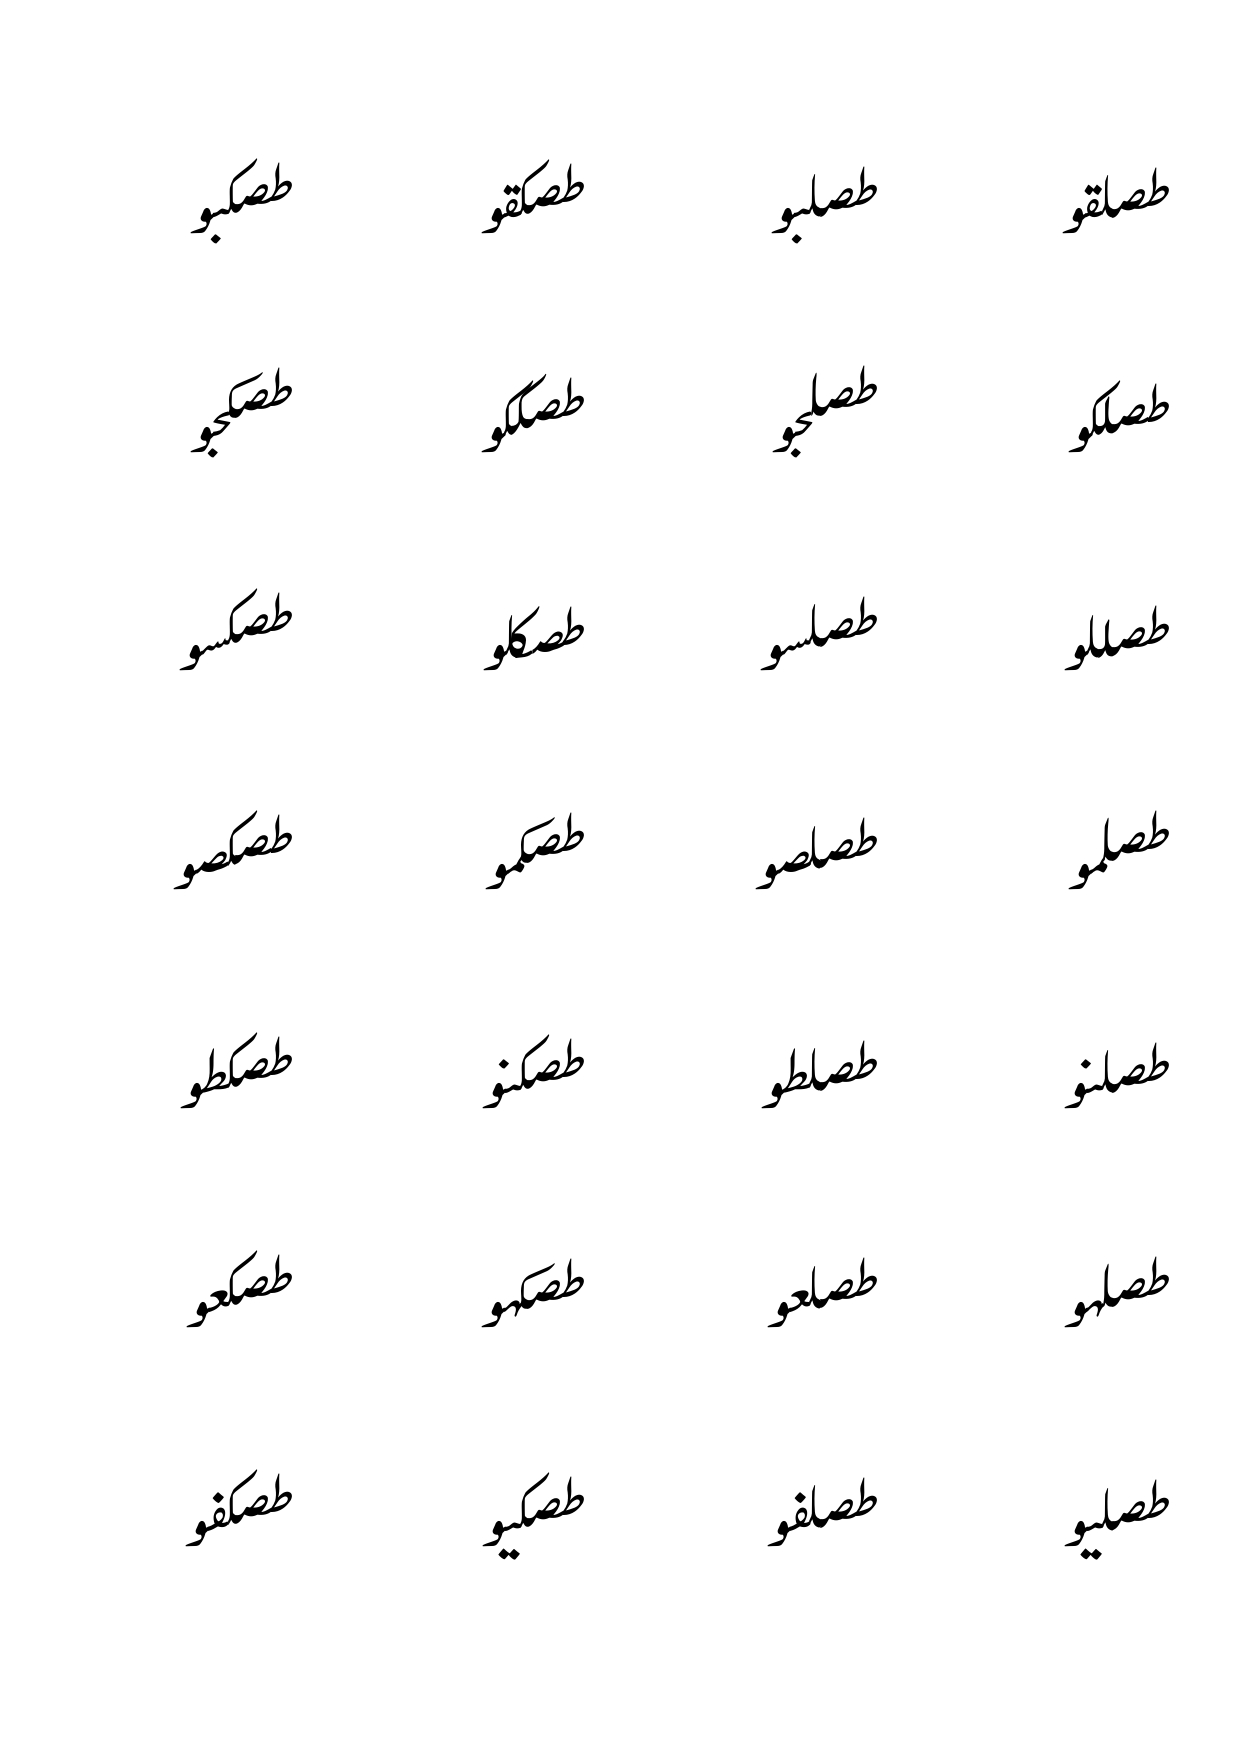 طصلقو طصلبو طصكقو طصكبو
طصلكو طصلجو طصككو طصكجو
طصللو طصلسو طصكلو طصكسو
طصلمو طصلصو طصكمو طصكصو
طصلنو طصلطو طصكنو طصكطو
طصلهو طصلعو طصكهو طصكعو
طصليو طصلفو طصكيو طصكفو